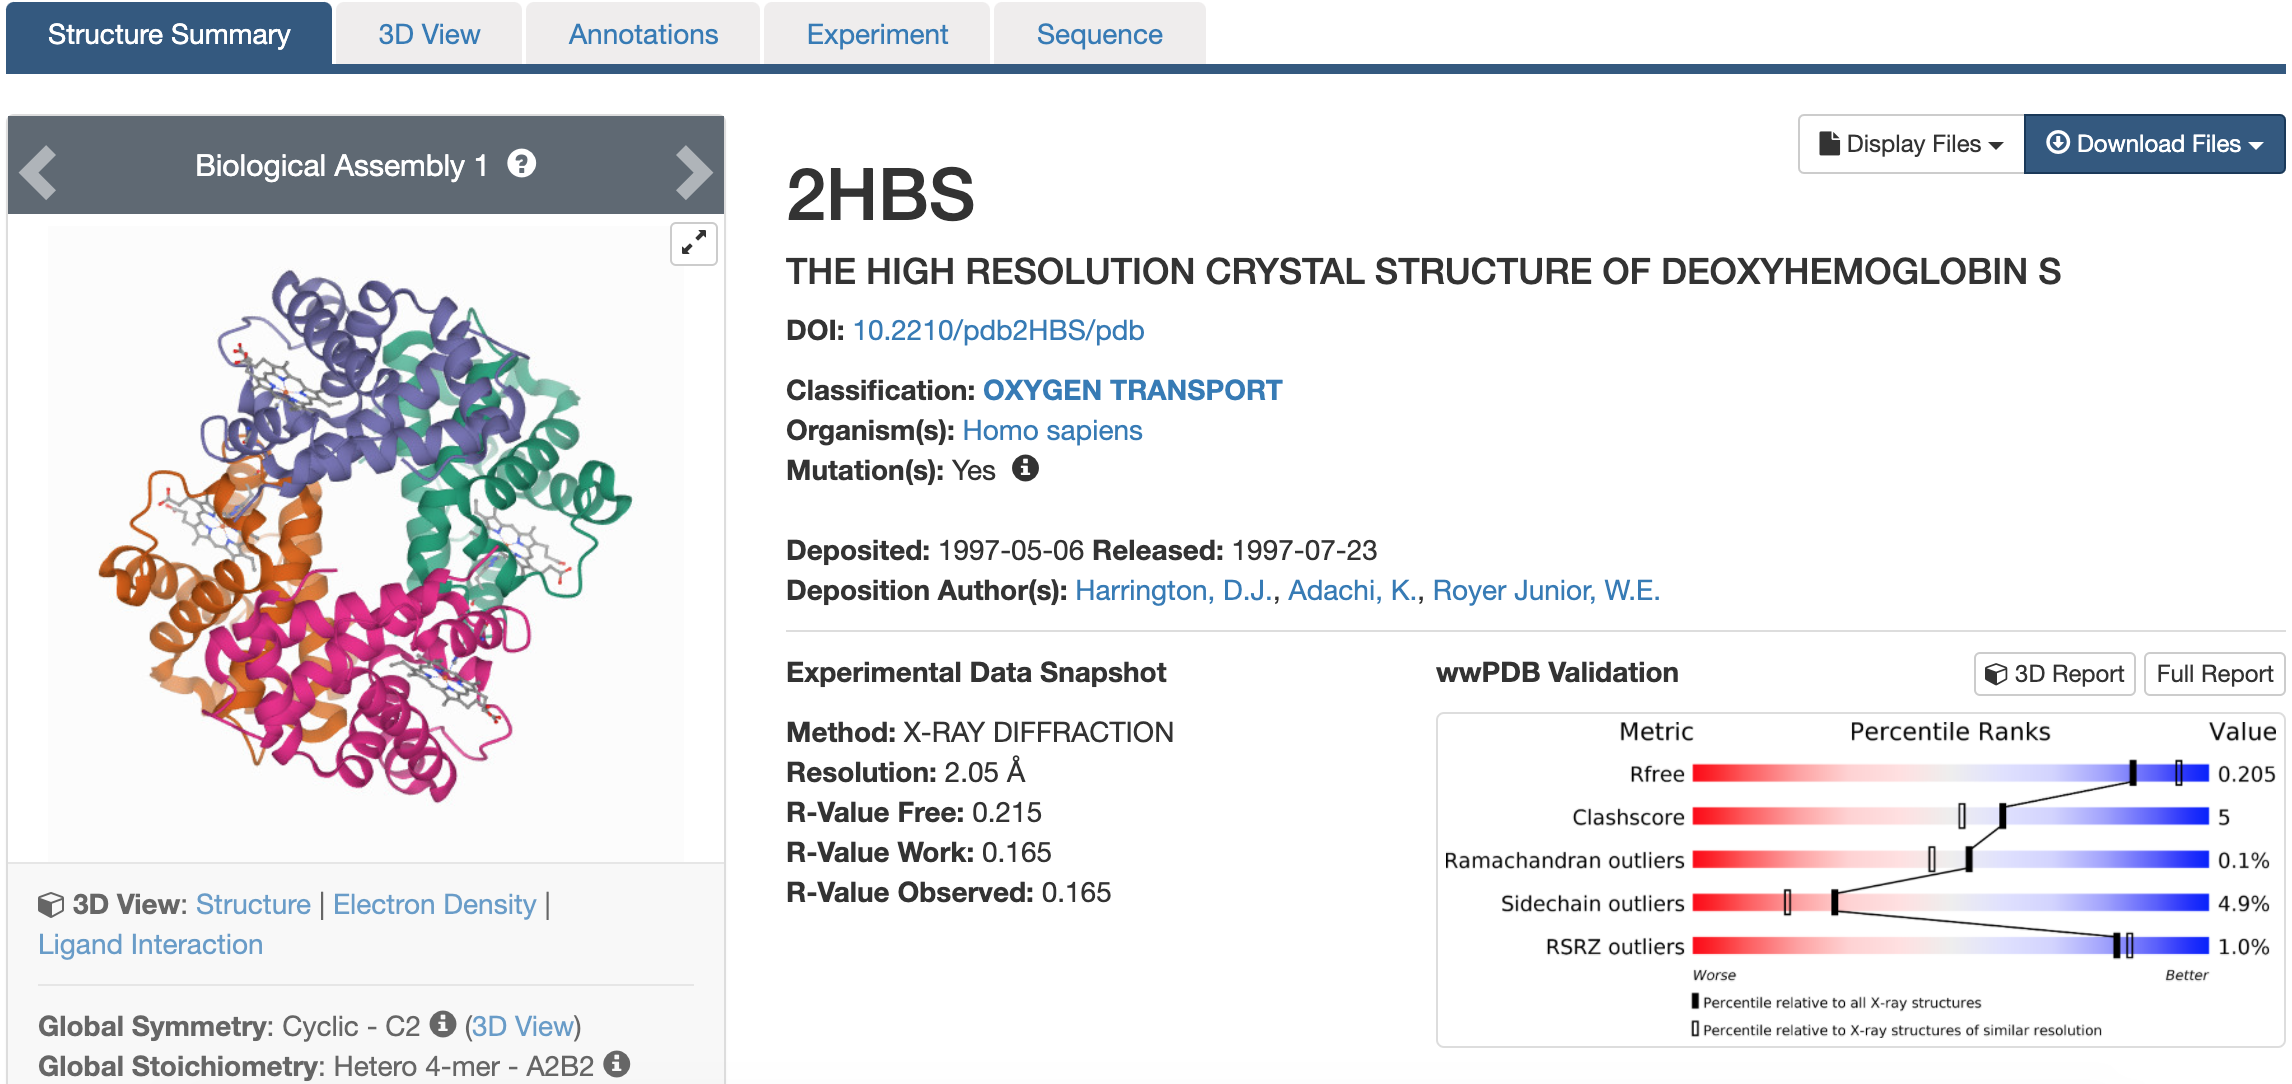 Structure Summary 3D View Annotations Experiment Sequence
Biological Assembly 1 ?
Display Files Download Files
2HBS
THE HIGH RESOLUTION CRYSTAL STRUCTURE OF DEOXYHEMOGLOBIN S
DOI: 10.2210/pdb2HBS/pdb
Classification: OXYGEN TRANSPORT
Organism(s): Homo sapiens
Mutation(s): Yes i
Deposited: 1997-05-06 Released: 1997-07-23
Deposition Author(s): Harrington, D.J., Adachi, K., Royer Junior, W.E.
Experimental Data Snapshot
Method: X-RAY DIFFRACTION
Resolution: 2.05 Å
R-Value Free: 0.215
R-Value Work: 0.165
R-Value Observed: 0.165
wwPDB Validation 3D Report Full Report
Metric Percentile Ranks Value
Rfree 0.205
Clashscore 5
Ramachandran outliers 0.1%
Sidechain outliers 4.9%
RSRZ outliers 1.0%
Worse Better
Percentile relative to all X-ray structures
Percentile relative to X-ray structures of similar resolution
3D View: Structure | Electron Density |
Ligand Interaction
Global Symmetry: Cyclic - C2 i (3D View)
Global Stoichiometry: Hetero 4-mer - A2B2 i